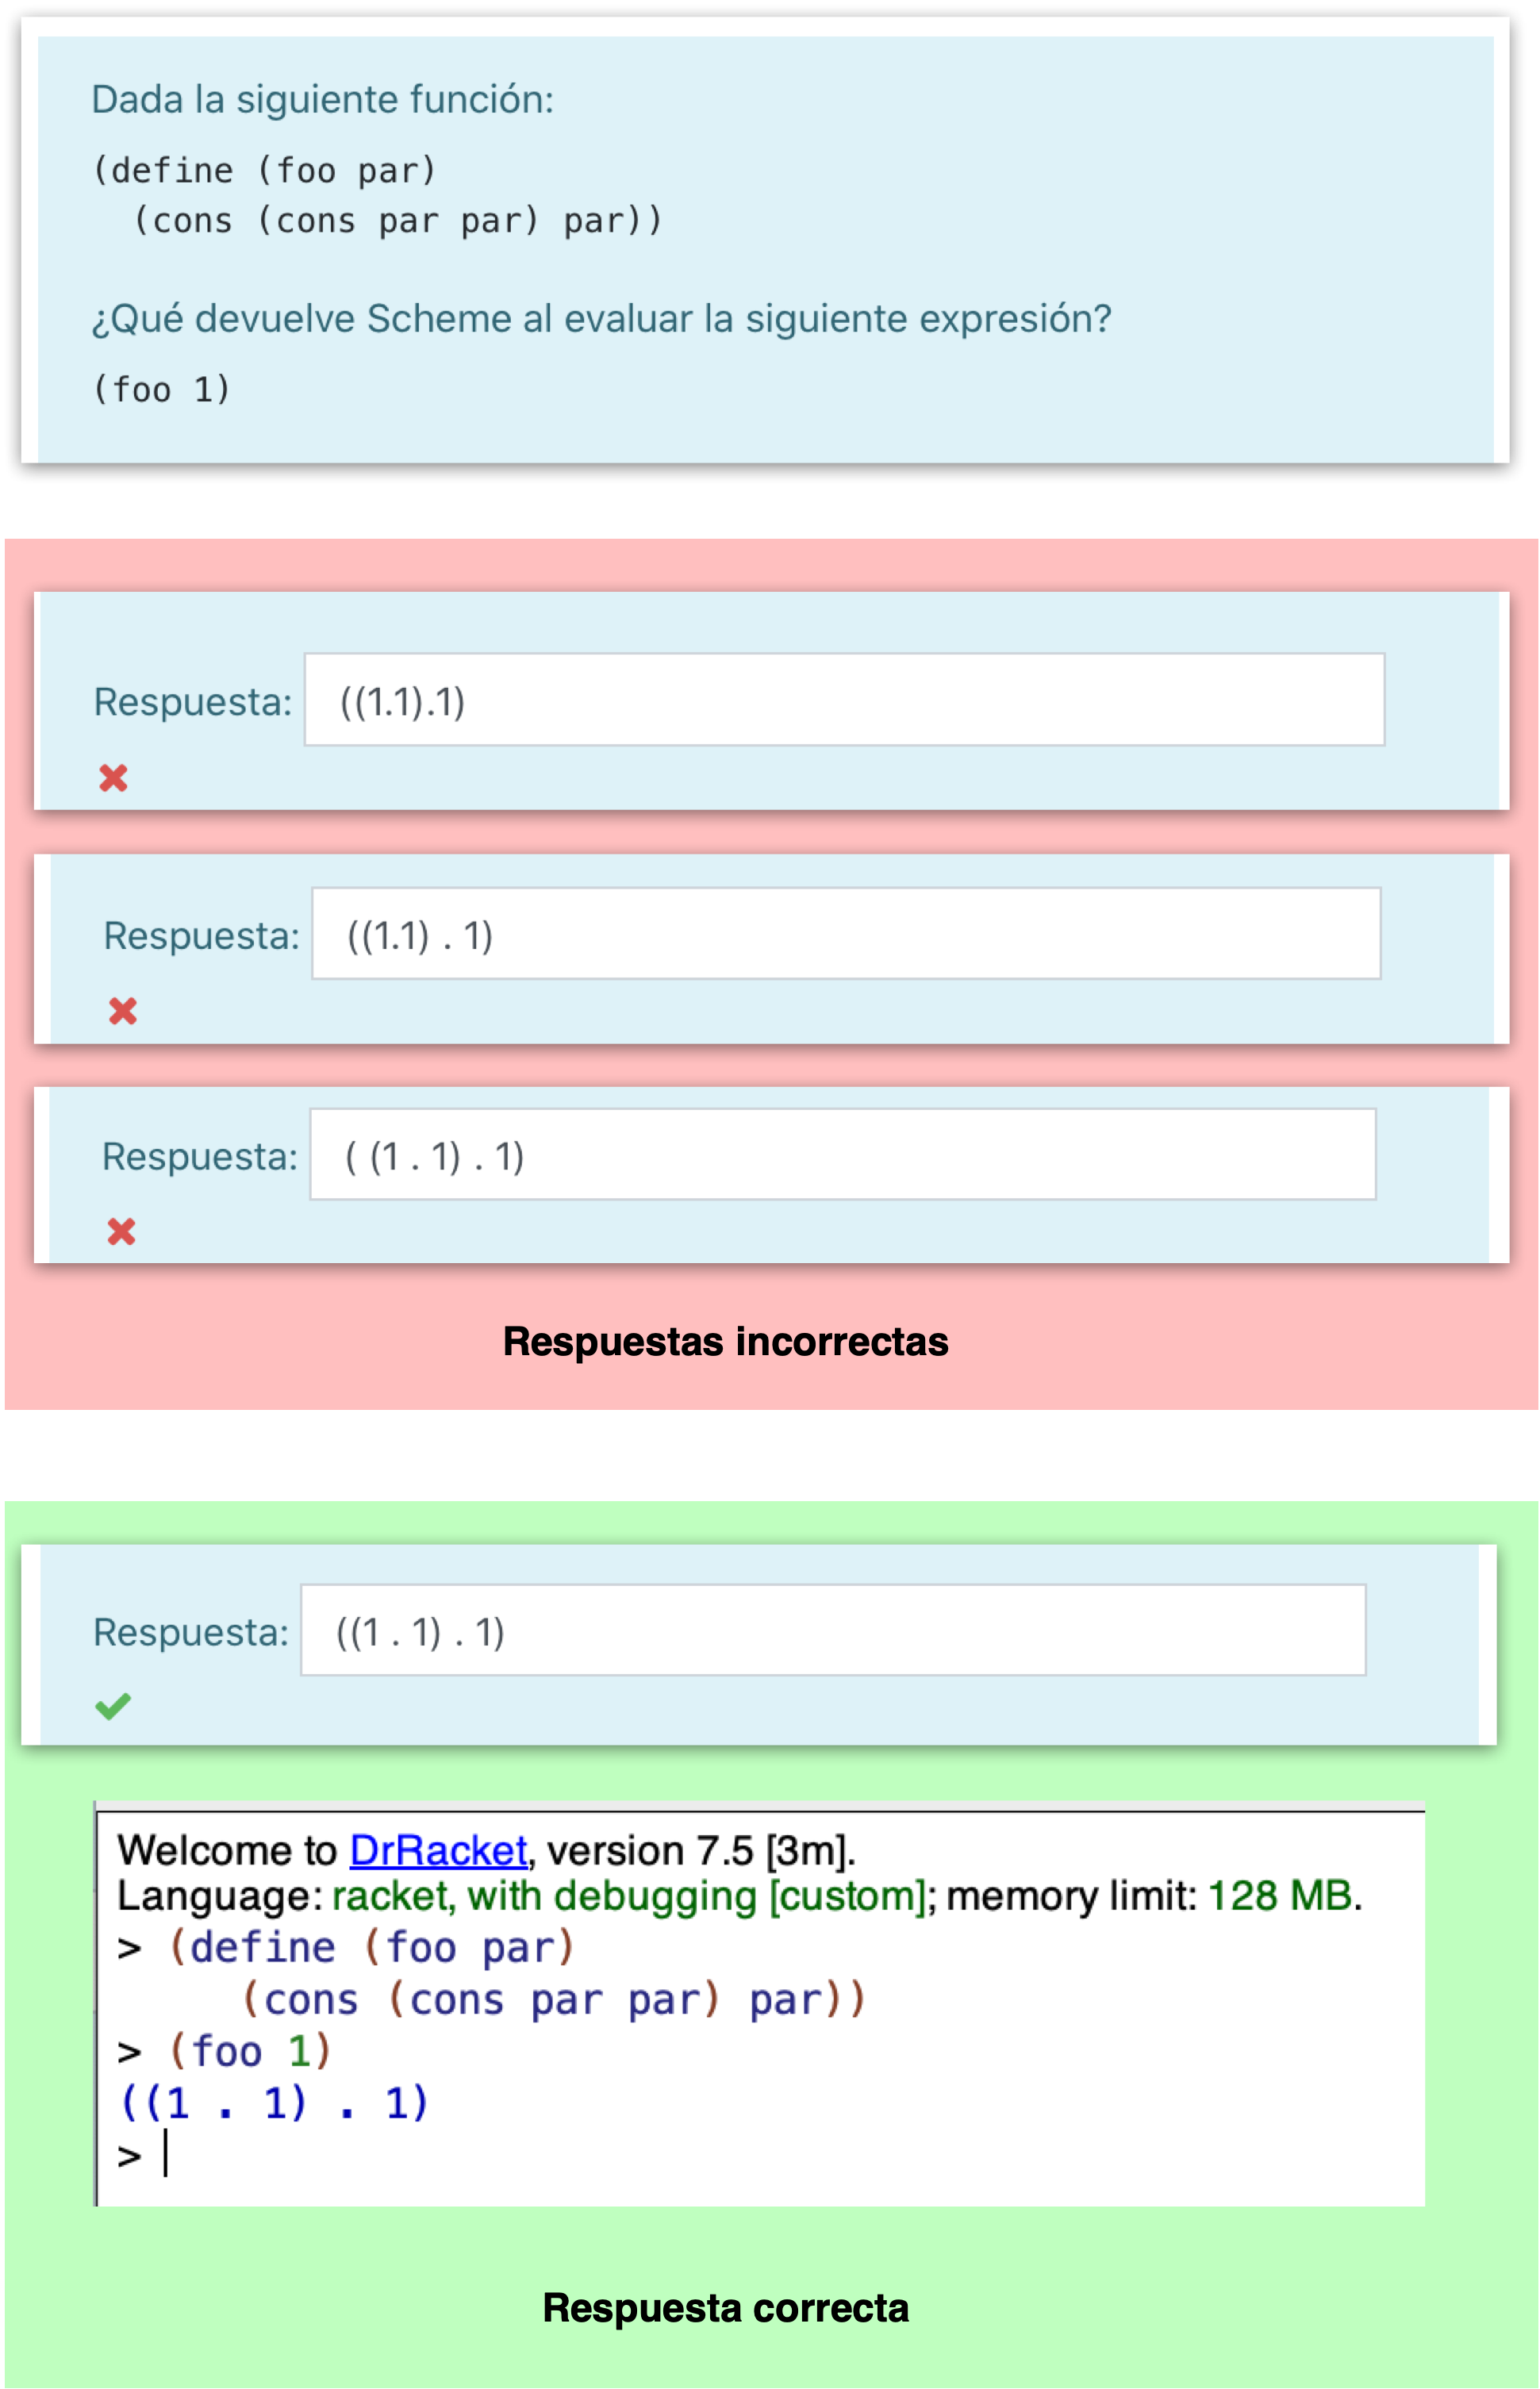 Dada la siguiente función:
(define (foo par)
  (cons (cons par par) par))
¿Qué devuelve Scheme al evaluar la siguiente expresión?
(foo 1)
Respuesta: ((1.1).1)
Respuesta: ((1.1) . 1)
Respuesta: ( (1 . 1) . 1)
Respuestas incorrectas
Respuesta: ((1 . 1) . 1)
Welcome to DrRacket, version 7.5 [3m].
Language: racket, with debugging [custom]; memory limit: 128 MB.
> (define (foo par)
      (cons (cons par par) par))
> (foo 1)
((1 . 1) . 1)
>
Respuesta correcta